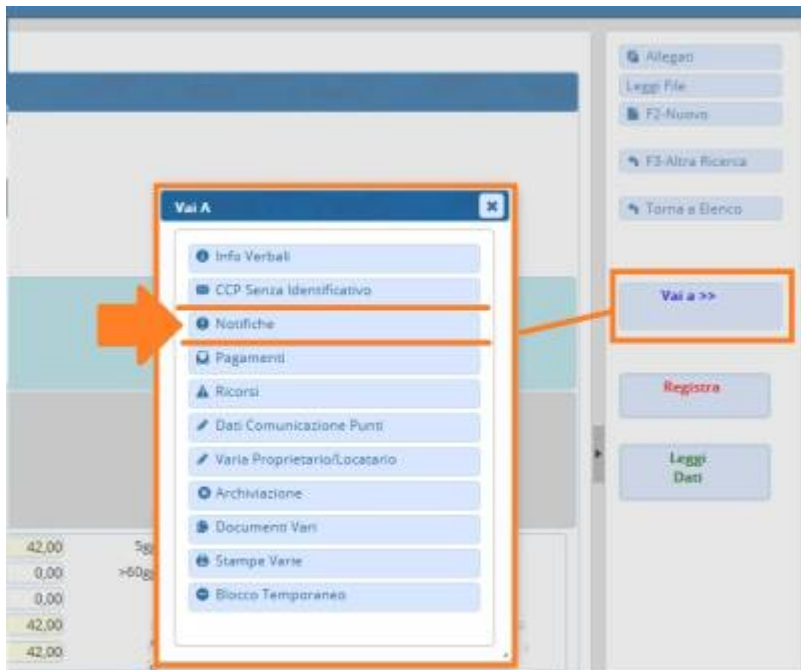 Allegati
Leggi File
F2-Nuovo
F3-Altra Ricerca
Torna a Elenco
Vai a >>
Registra
Leggi
Dati
Vai A
Info Verbali
CCP Senza Identificativo
Notifiche
Pagamenti
Ricorsi
Dati Comunicazione Punti
Varia Proprietario/Locatario
Archiviazione
Documenti Vari
Stampe Varie
Blocco Temporaneo
42,00
0,00
0,00
42,00
42,00